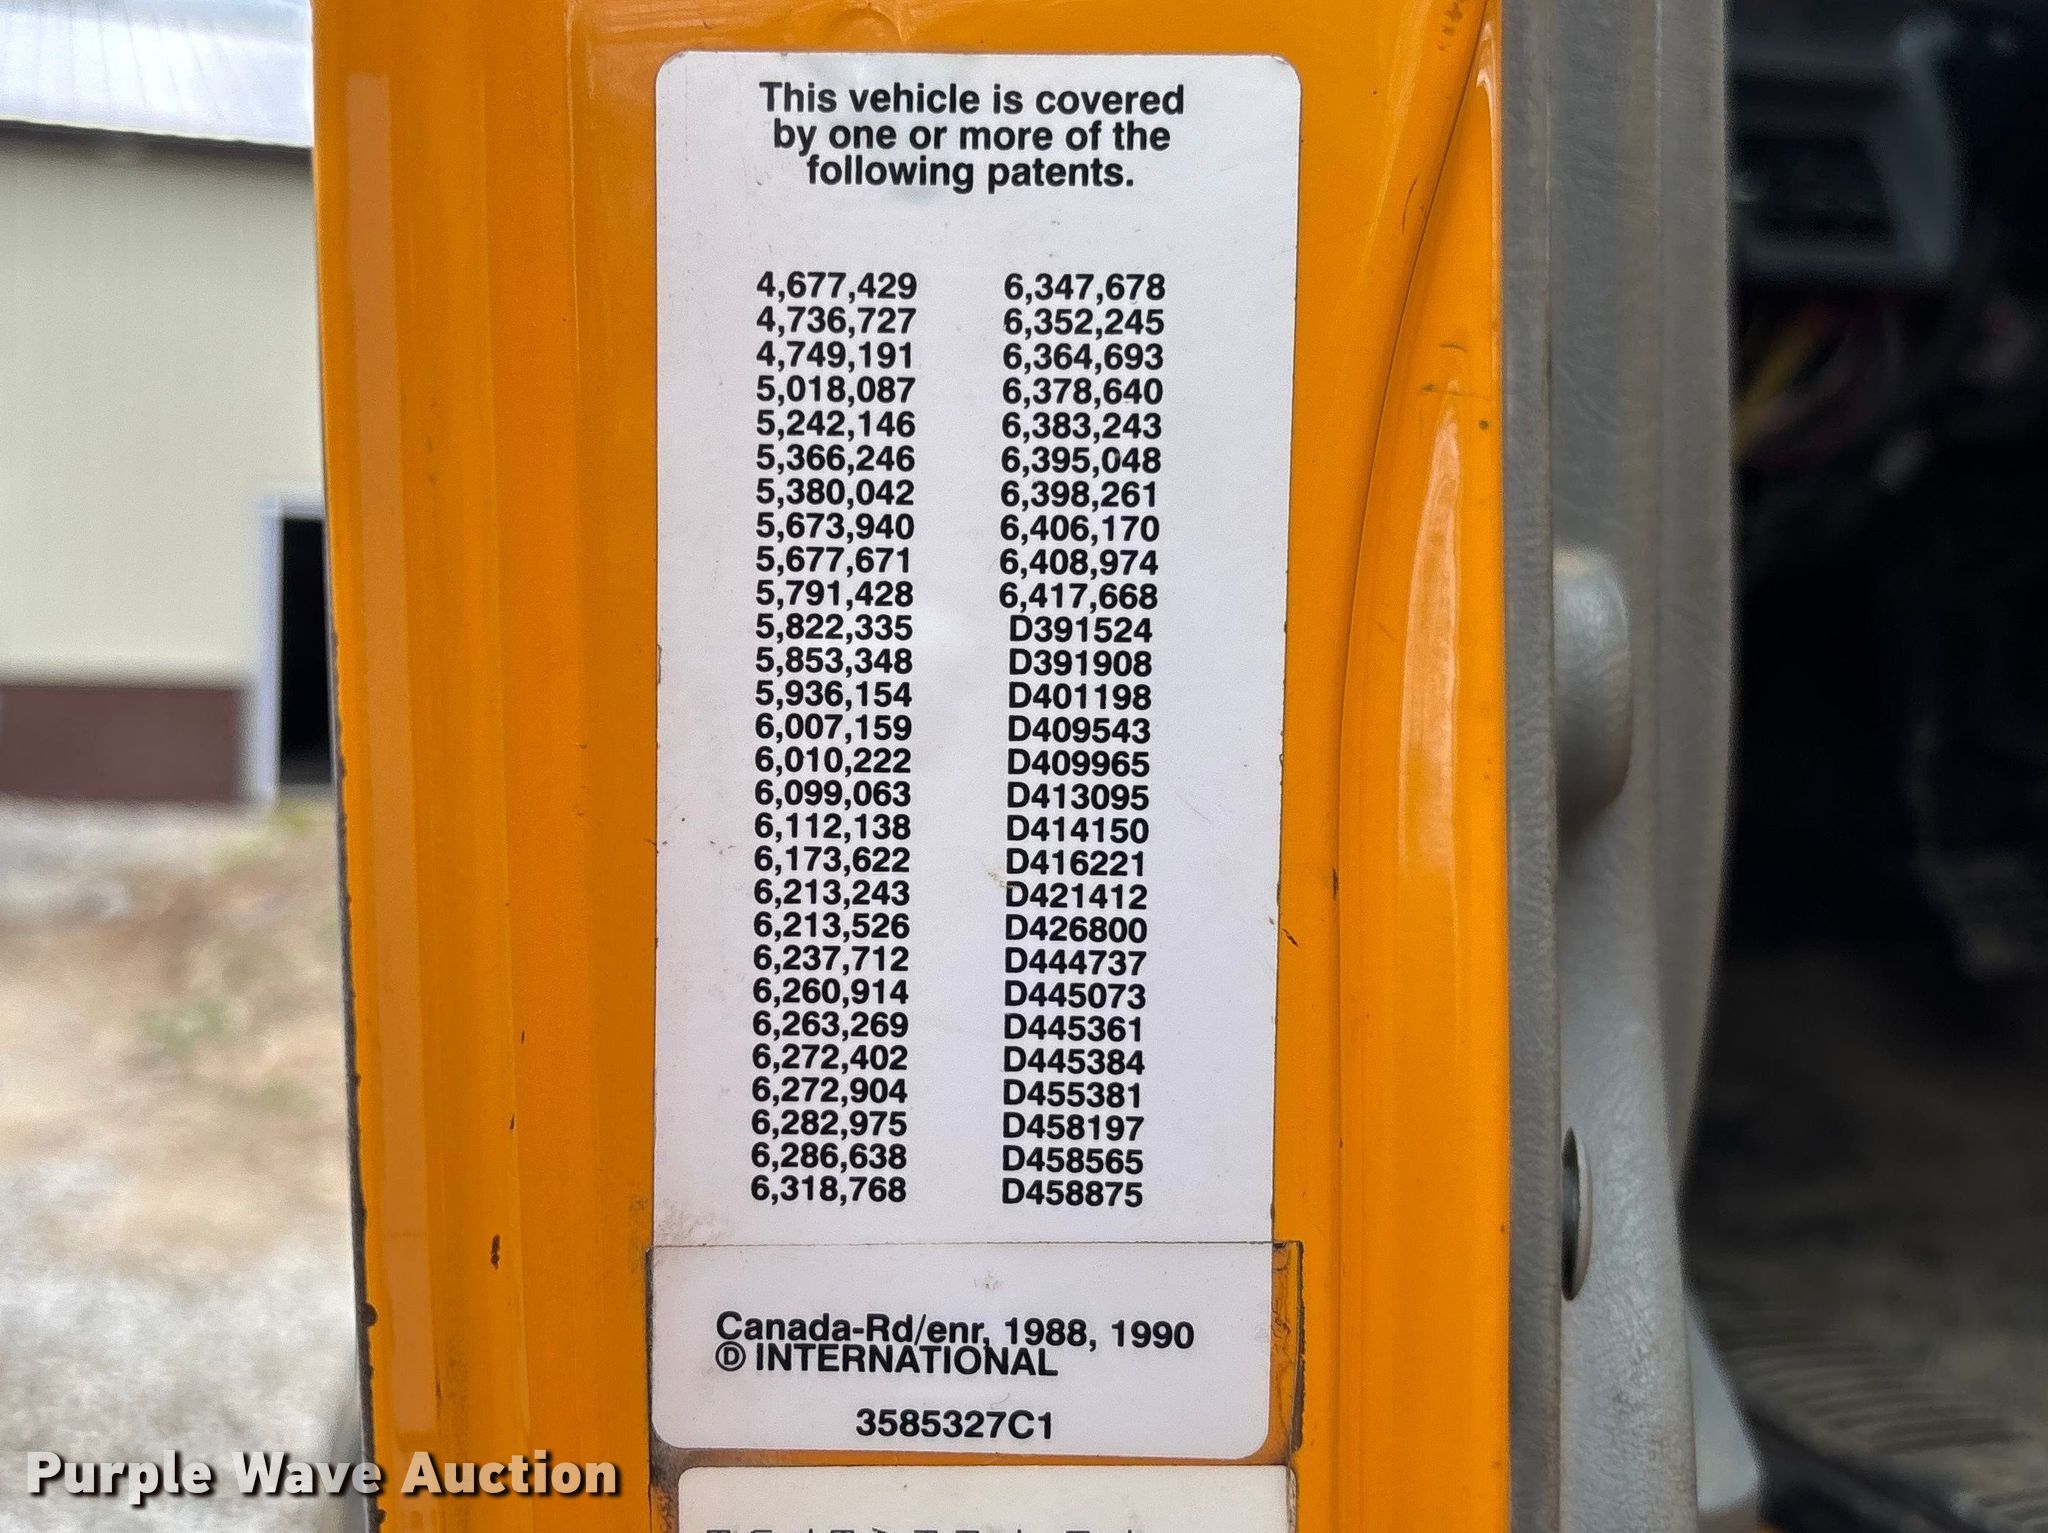 This vehicle is covered
by one or more of the
following patents.
4,677,429 6,347,678
4,736,727 6,352,245
4,749,191 6,364,693
5,018,087 6,378,640
5,242,146 6,383,243
5,366,246 6,395,048
5,380,042 6,398,261
5,673,940 6,406,170
5,677,671 6,408,974
5,791,428 6,417,668
5,822,335 D391524
5,853,348 D391908
5,936,154 D401198
6,007,159 D409543
6,010,222 D409965
6,099,063 D413095
6,112,138 D414150
6,173,622 D416221
6,213,243 D421412
6,213,526 D426800
6,237,712 D444737
6,260,914 D445073
6,263,269 D445361
6,272,402 D445384
6,272,904 D455381
6,282,975 D458197
6,286,638 D458565
6,318,768 D458875
Canada-Rd/enr, 1988, 1990
Ⓓ INTERNATIONAL
3585327C1
Purple Wave Auction